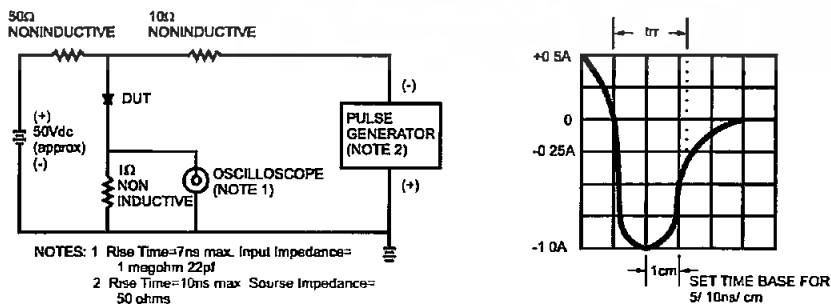 50Ω
NONINDUCTIVE
10Ω
NONINDUCTIVE
DUT
(+)
50Vdc
(approx)
(-)
1Ω
NON
INDUCTIVE
OSCILLOSCOPE
(NOTE 1)
(-)
PULSE
GENERATOR
(NOTE 2)
(+)
NOTES: 1 Rise Time=7ns max. Input Impedance=
1 megohm 22pf
2 Rise Time=10ns max Sourse Impedance=
50 ohms
trr
+0 5A
0
-0 25A
-1 0A
1cm
SET TIME BASE FOR
5/ 10ns/ cm